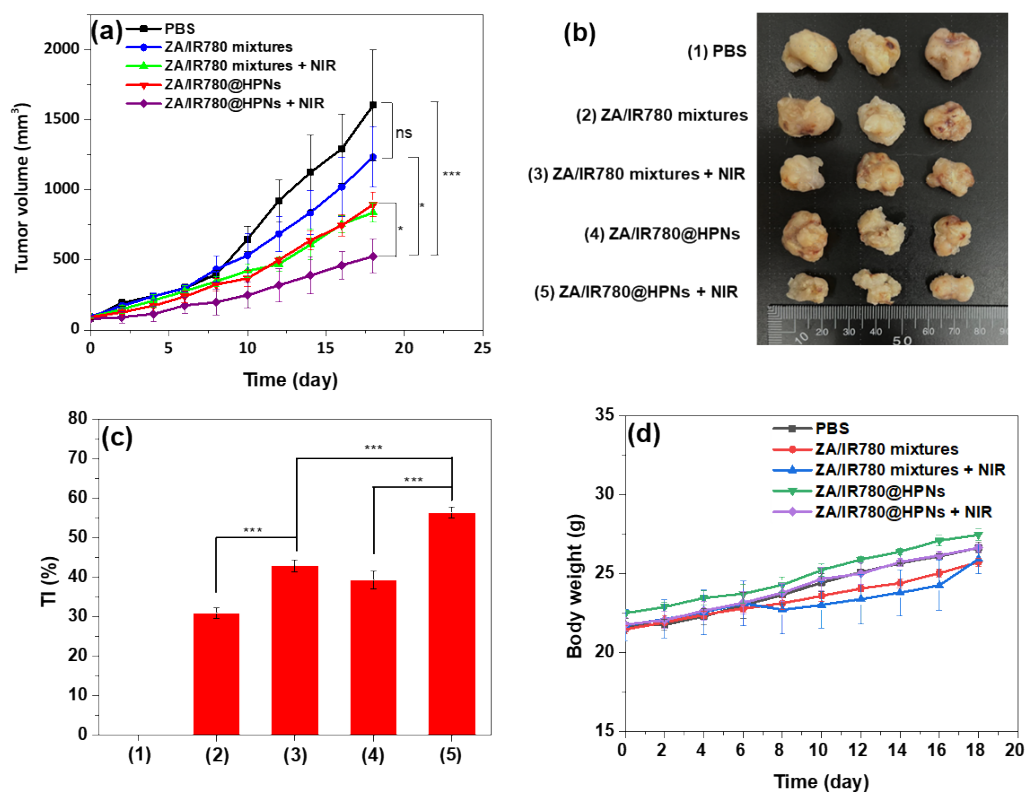 (a)
PBS
ZA/IR780 mixtures
ZA/IR780 mixtures + NIR
ZA/IR780@HPNs
ZA/IR780@HPNs + NIR
2000
1500
1000
500
0
Tumor volume (mm³)
ns
*
***
*
0 5 10 15 20 25
Time (day)
(b)
(1) PBS
(2) ZA/IR780 mixtures
(3) ZA/IR780 mixtures + NIR
(4) ZA/IR780@HPNs
(5) ZA/IR780@HPNs + NIR
10 20 30 40 50 60 70 80 90
(c)
80
70
60
50
40
30
20
10
0
TI (%)
***
***
***
(1) (2) (3) (4) (5)
(d)
PBS
ZA/IR780 mixtures
ZA/IR780 mixtures + NIR
ZA/IR780@HPNs
ZA/IR780@HPNs + NIR
35
30
25
20
15
Body weight (g)
0 2 4 6 8 10 12 14 16 18 20
Time (day)